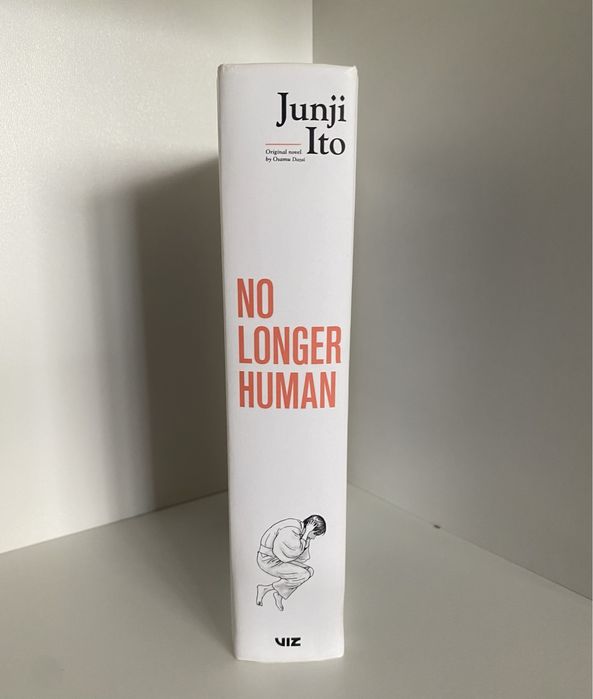 Junji
Ito
Original novel
by Osamu Dazai
NO
LONGER
HUMAN
VIZ